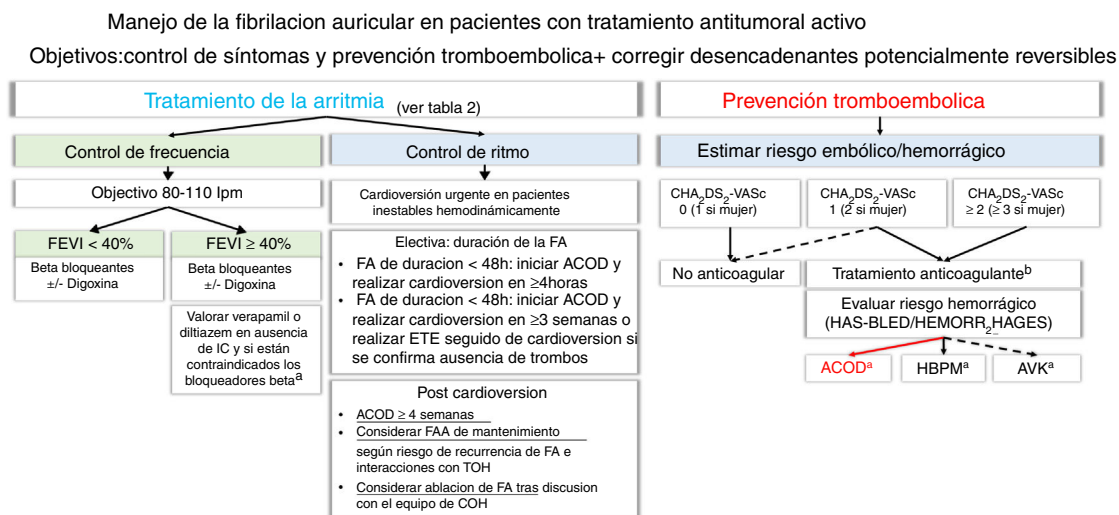 Manejo de la fibrilacion auricular en pacientes con tratamiento antitumoral activo
Objetivos:control de síntomas y prevención tromboembolica+ corregir desencadenantes potencialmente reversibles
Tratamiento de la arritmia (ver tabla 2)
Control de frecuencia
Objectivo 80-110 lpm
FEVI < 40%
Beta bloqueantes
±/- Digoxina
FEVI ≥ 40%
Beta bloqueantes
±/- Digoxina
Valorar verapamil o
diltiazem en ausencia
de IC y si están
contraindicados los
bloqueadores beta^a
Control de ritmo
Cardioversión urgente en pacientes
inestables hemodinámicamente
Electiva: duración de la FA
• FA de duracion < 48h: iniciar ACOD y
realizar cardioversion en ≥4horas
• FA de duracion < 48h: iniciar ACOD y
realizar cardioversion en ≥3 semanas o
realizar ETE seguido de cardioversion si
se confirma ausencia de trombos
Post cardioversion
• ACOD ≥ 4 semanas
• Considerar FAA de mantenimiento
según riesgo de recurrencia de FA e
interacciones con TOH
• Considerar ablacion de FA tras discusion
con el equipo de COH
Prevención tromboembolica
Estimar riesgo embólico/hemorrágico
CHA₂DS₂-VASc
0 (1 si mujer)
CHA₂DS₂-VASc
1 (2 si mujer)
CHA₂DS₂-VASc
≥ 2 (≥ 3 si mujer)
No anticoagular
Tratamiento anticoagulante^b
Evaluar riesgo hemorrágico
(HAS-BLED/HEMORR₂HAGES)
ACOD^a
HBPM^a
AVK^a